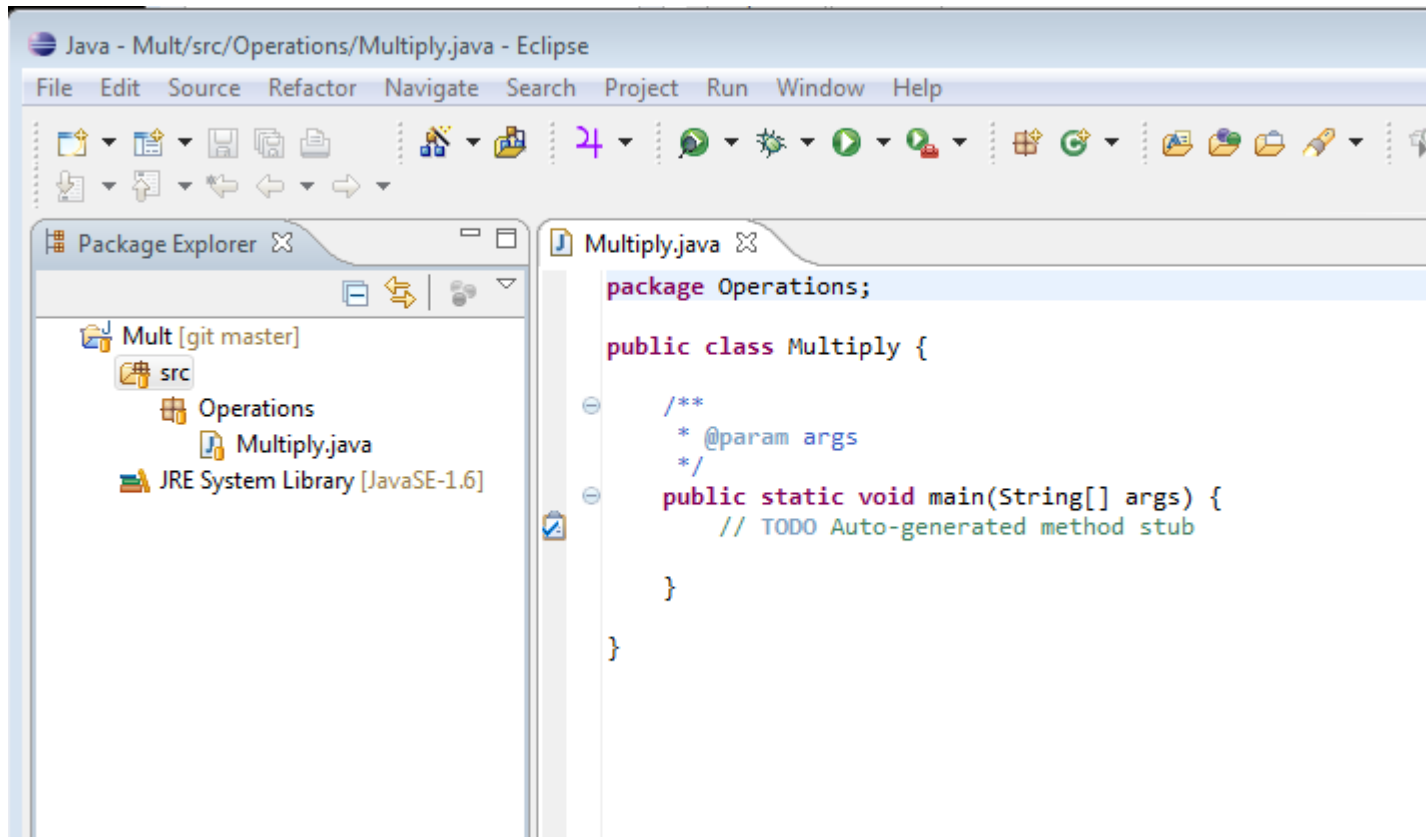 Java - Mult/src/Operations/Multiply.java - Eclipse
File Edit Source Refactor Navigate Search Project Run Window Help
Package Explorer
Mult [git master]
src
Operations
Multiply.java
JRE System Library [JavaSE-1.6]
Multiply.java
package Operations;
public class Multiply {
/**
* @param args
*/
public static void main(String[] args) {
// TODO Auto-generated method stub
}
}